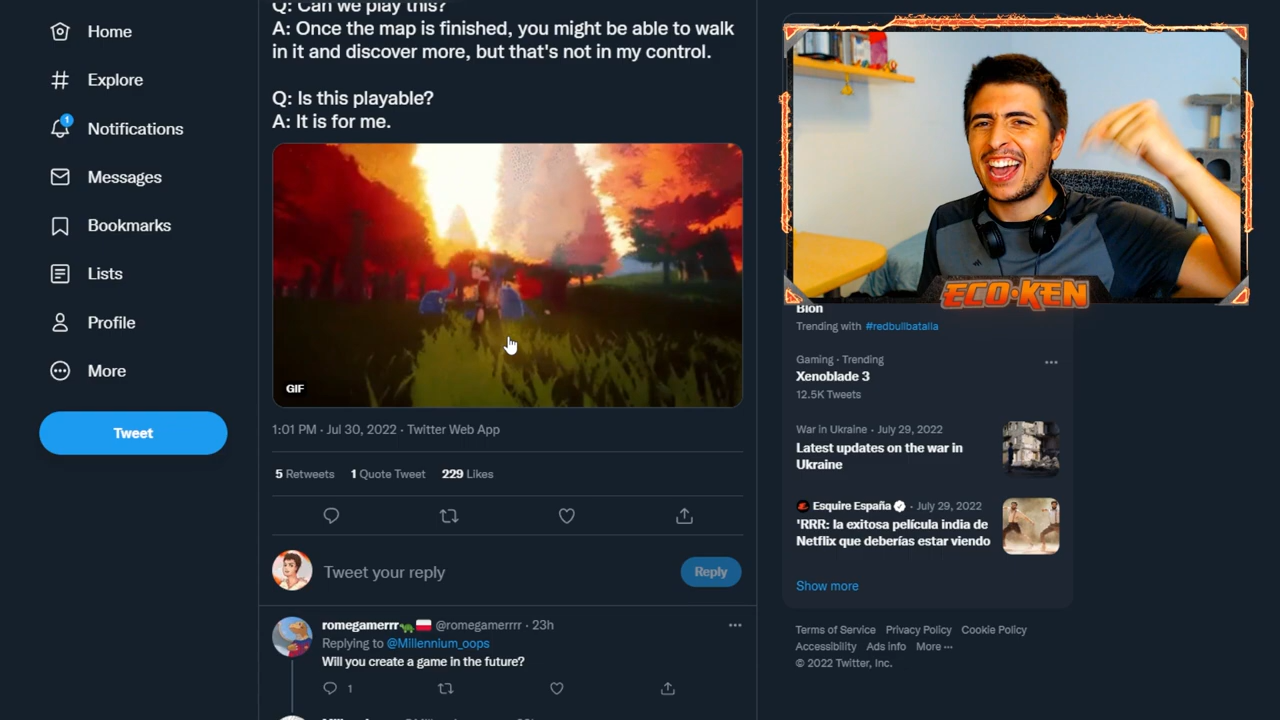 Home
Explore
1
Notifications
Messages
Bookmarks
Lists
Profile
More
Tweet
Q: Can we play this?
A: Once the map is finished, you might be able to walk
in it and discover more, but that's not in my control.
Q: Is this playable?
A: It is for me.
GIF
1:01 PM · Jul 30, 2022 · Twitter Web App
5 Retweets 1 Quote Tweet 229 Likes
Tweet your reply
Reply
romegamerrr @romegamerrrr · 23h
Replying to @Millennium_oops
Will you create a game in the future?
1
ECO·KEN
Bion
Trending with #redbullbatalla
Gaming · Trending
Xenoblade 3
12.5K Tweets
War in Ukraine · July 29, 2022
Latest updates on the war in
Ukraine
Esquire España · July 29, 2022
'RRR: la exitosa película india de
Netflix que deberías estar viendo
Show more
Terms of Service Privacy Policy Cookie Policy
Accessibility Ads info More ···
© 2022 Twitter, Inc.